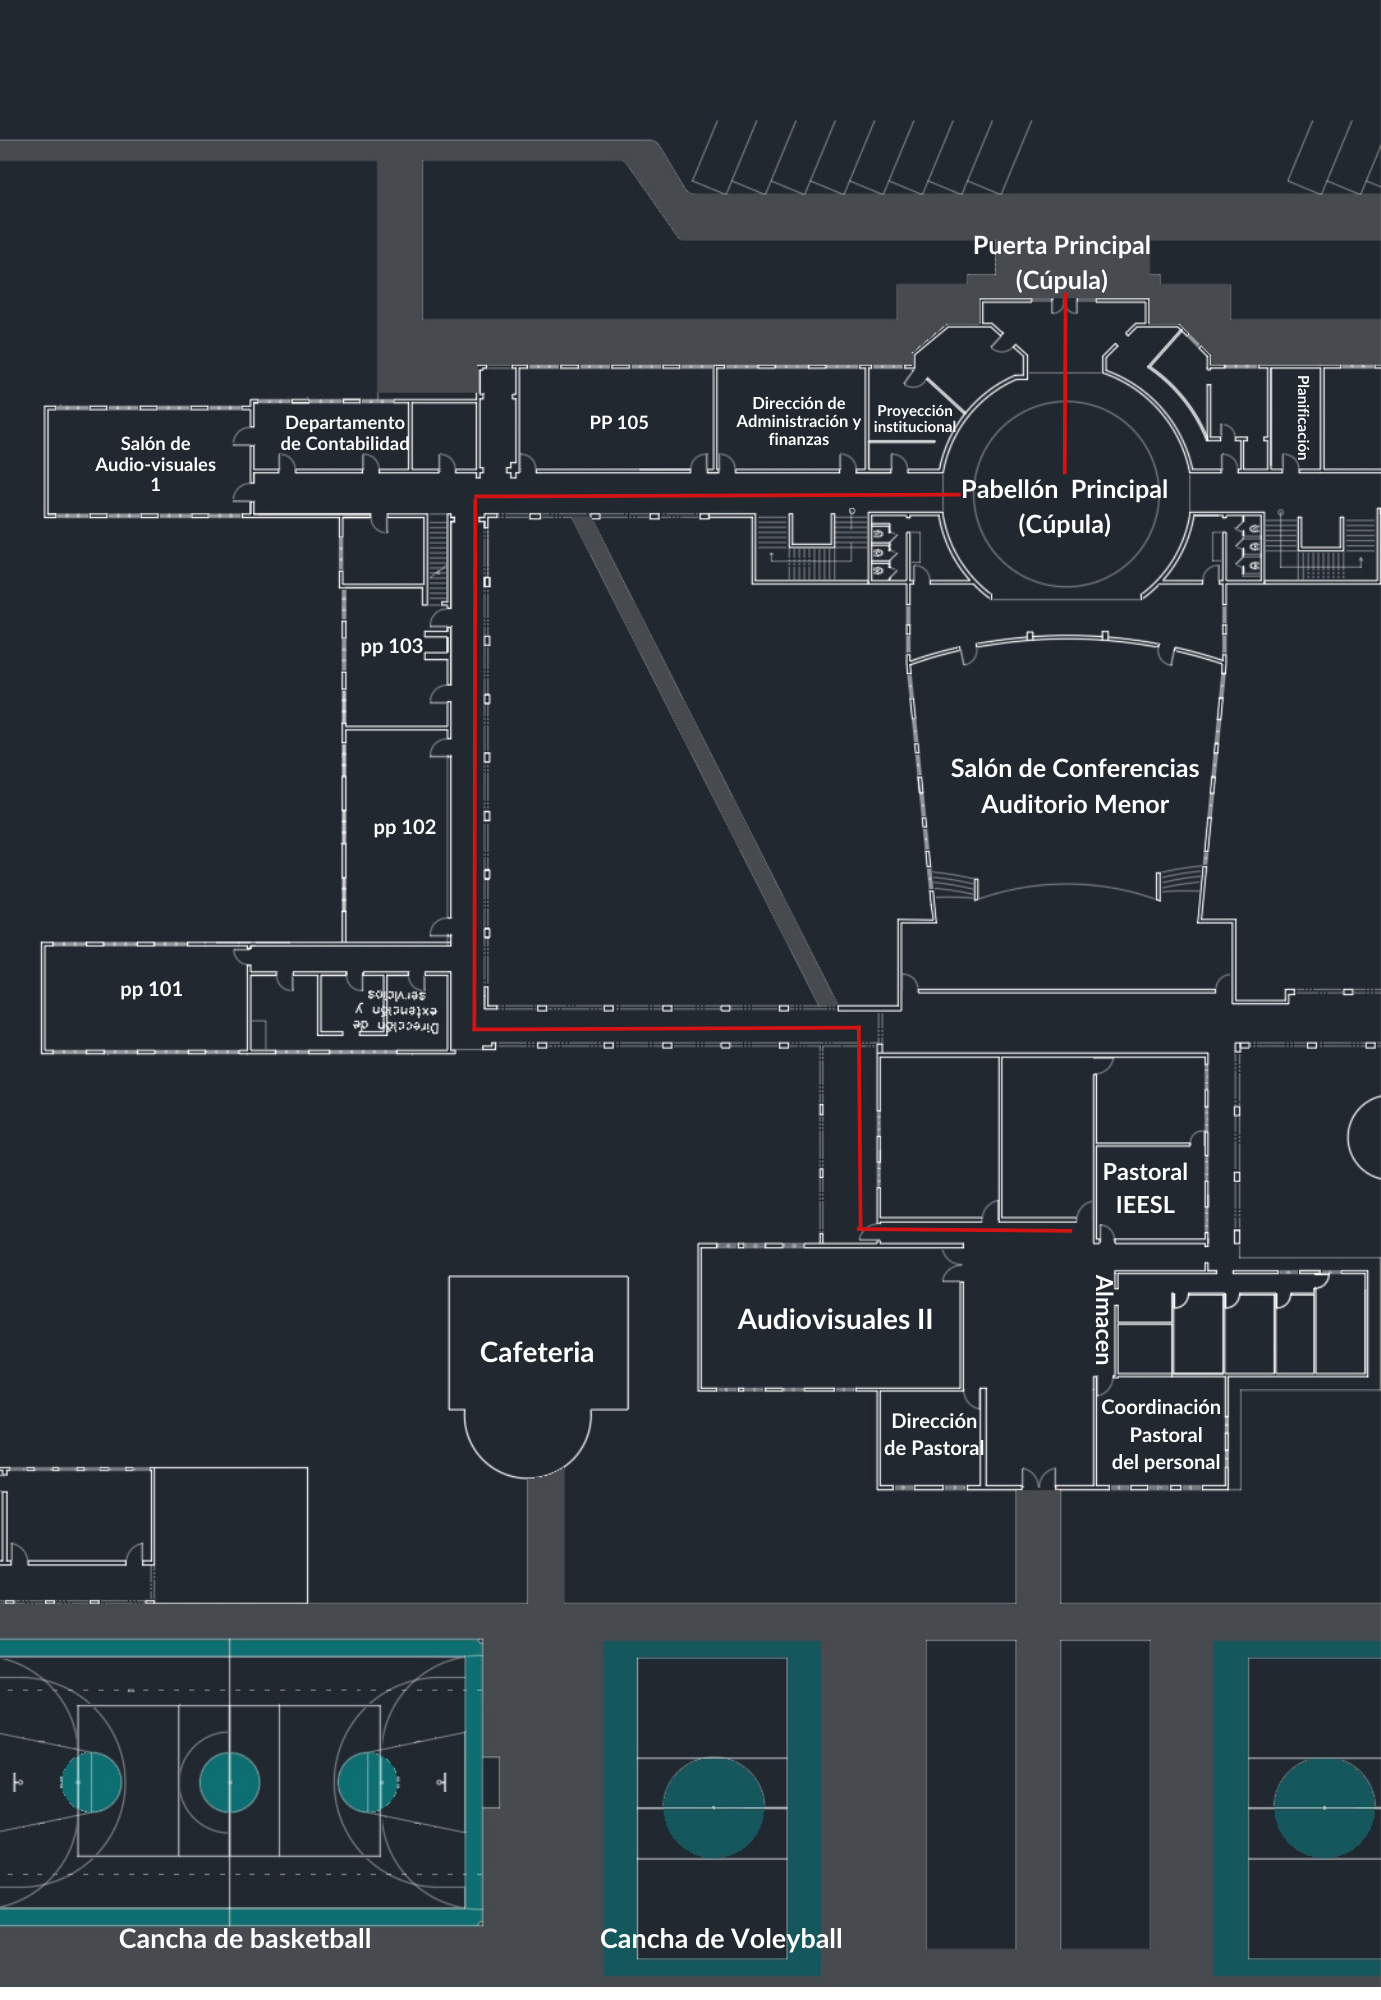 Puerta Principal
(Cúpula)
Planificación
Dirección de
Administración y
finanzas
Proyección
institucional
PP 105
Departamento
de Contabilidad
Salón de
Audio-visuales
1
Pabellón Principal
(Cúpula)
pp 103
Salón de Conferencias
Auditorio Menor
pp 102
pp 101
Dirección de
extensión y
servicios
Pastoral
IEESL
Almacen
Audiovisuales II
Cafeteria
Dirección
de Pastoral
Coordinación
Pastoral
del personal
Cancha de basketball
Cancha de Voleyball